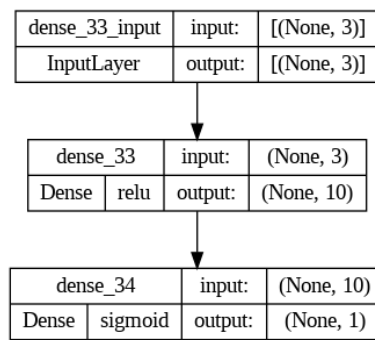 dense_33_input input: [(None, 3)]
InputLayer output: [(None, 3)]
dense_33 input: (None, 3)
Dense relu output: (None, 10)
dense_34 input: (None, 10)
Dense sigmoid output: (None, 1)